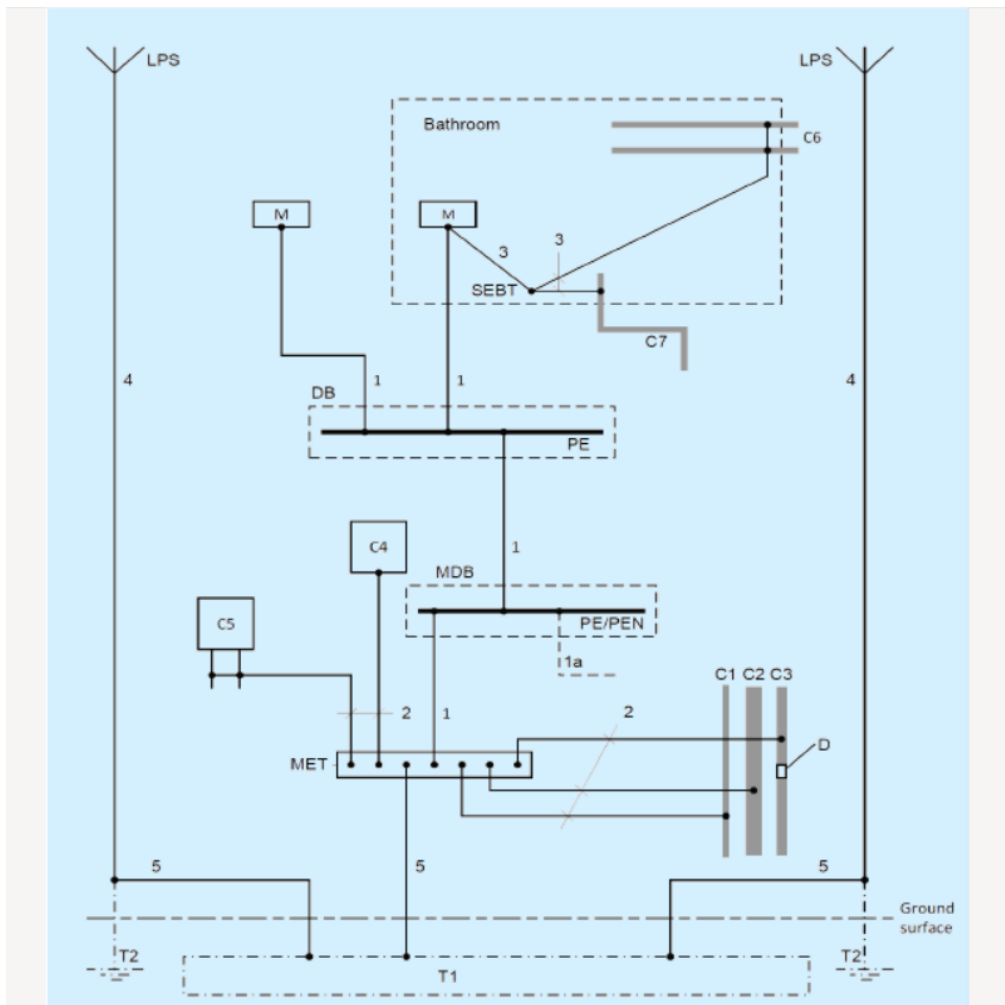 LPS
LPS
Bathroom
C6
M
M
3
3
SEBT
C7
4
1
1
4
DB
PE
C4
1
MDB
C5
PE/PEN
1a
C1 C2 C3
2
1
2
D
MET
5
5
5
Ground
surface
T2
T2
T1